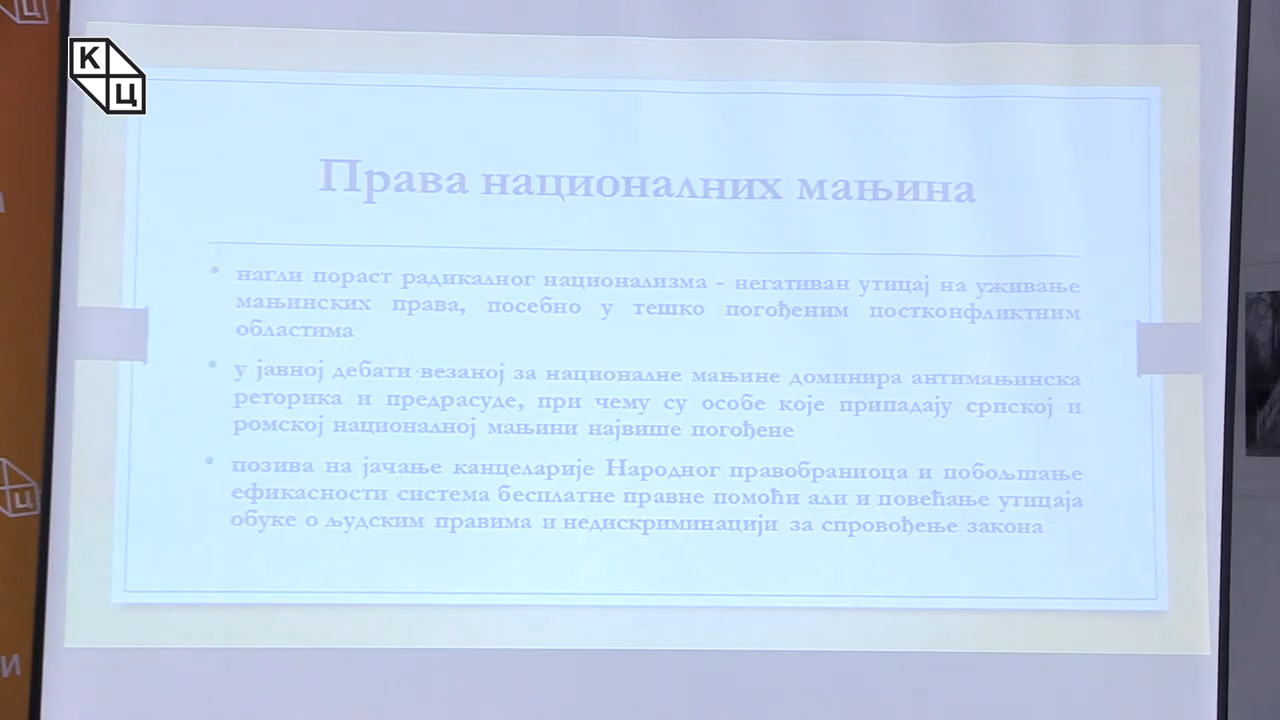 К
Ц
Права националних мањина
• нагли пораст радикалног национализма - негативан утицај на уживање
мањинских права, посебно у тешко погођеним постконфликтним
областима
• у јавној дебати везаној за националне мањине доминира антимањинска
реторика и предрасуде, при чему су особе које припадају српској и
ромској националној мањини највише погођене
• позива на јачање канцеларије Народног правобраниоца и побољшање
ефикасности система бесплатне правне помоћи али и повећање утицаја
обуке о људским правима и недискриминацији за спровођење закона
Ц
Ц
И